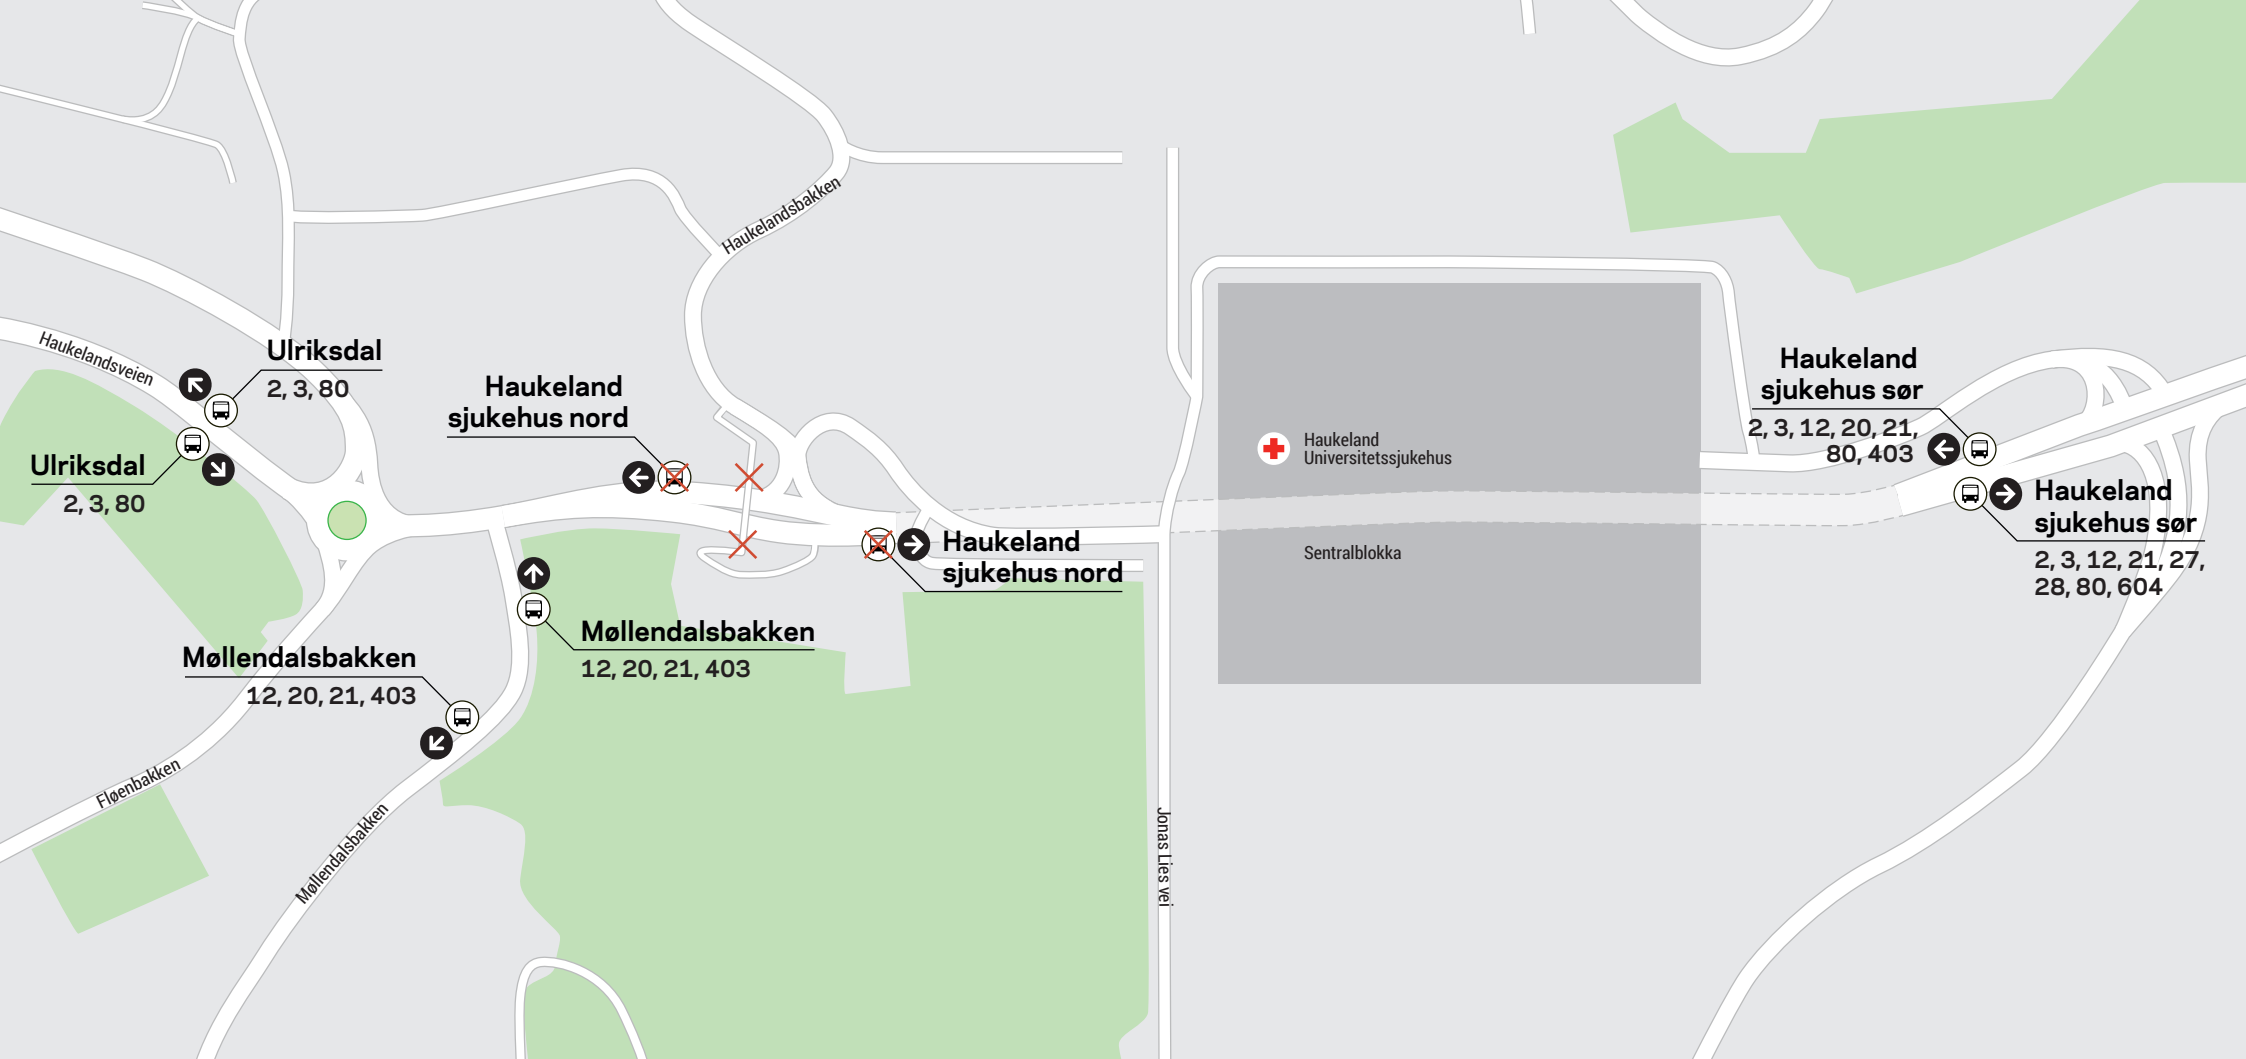 Haukelandsbakken
Haukelandsveien
Ulriksdal
2, 3, 80
Ulriksdal
2, 3, 80
Haukeland
sjukehus nord
Haukeland
sjukehus nord
Møllendalsbakken
12, 20, 21, 403
Møllendalsbakken
12, 20, 21, 403
Fløenbakken
Møllendalsbakken
Jonas Lies vei
Haukeland
Universitetssjukehus
Sentralblokka
Haukeland
sjukehus sør
2, 3, 12, 20, 21,
80, 403
Haukeland
sjukehus sør
2, 3, 12, 21, 27,
28, 80, 604